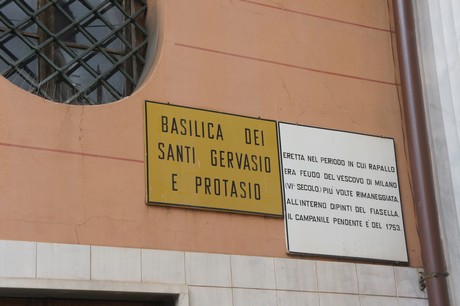 BASILICA DEI
SANTI GERVASIO
E PROTASIO
ERETTA NEL PERIODO IN CUI RAPALLO
ERA FEUDO DEL VESCOVO DI MILANO
(VI° SECOLO) PIU VOLTE RIMANEGGIATA.
ALL'INTERNO DIPINTI DEL FIASELLA.
IL CAMPANILE PENDENTE É DEL 1753.